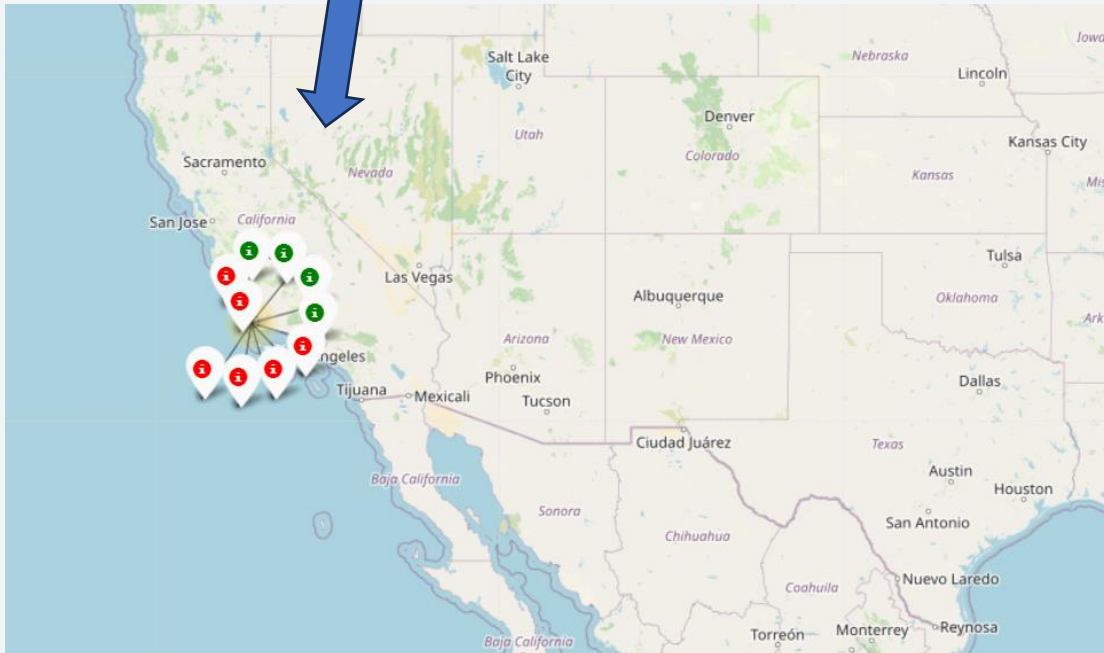 Iowa
Salt Lake
City
Nebraska
Lincoln
Denver
Utah
Kansas City
Sacramento
Nevada
Colorado
Kansas
San Jose
California
Tulsa
Las Vegas
Albuquerque
Oklahoma
Arizona
New Mexico
ngeles
Phoenix
Dallas
Tijuana
Mexicali
Tucson
Ciudad Juárez
Texas
Austin
Baja California
Houston
Sonora
San Antonio
Chihuahua
Coahuila
Nuevo Laredo
Baja California
Torreón
Monterrey
Reynosa